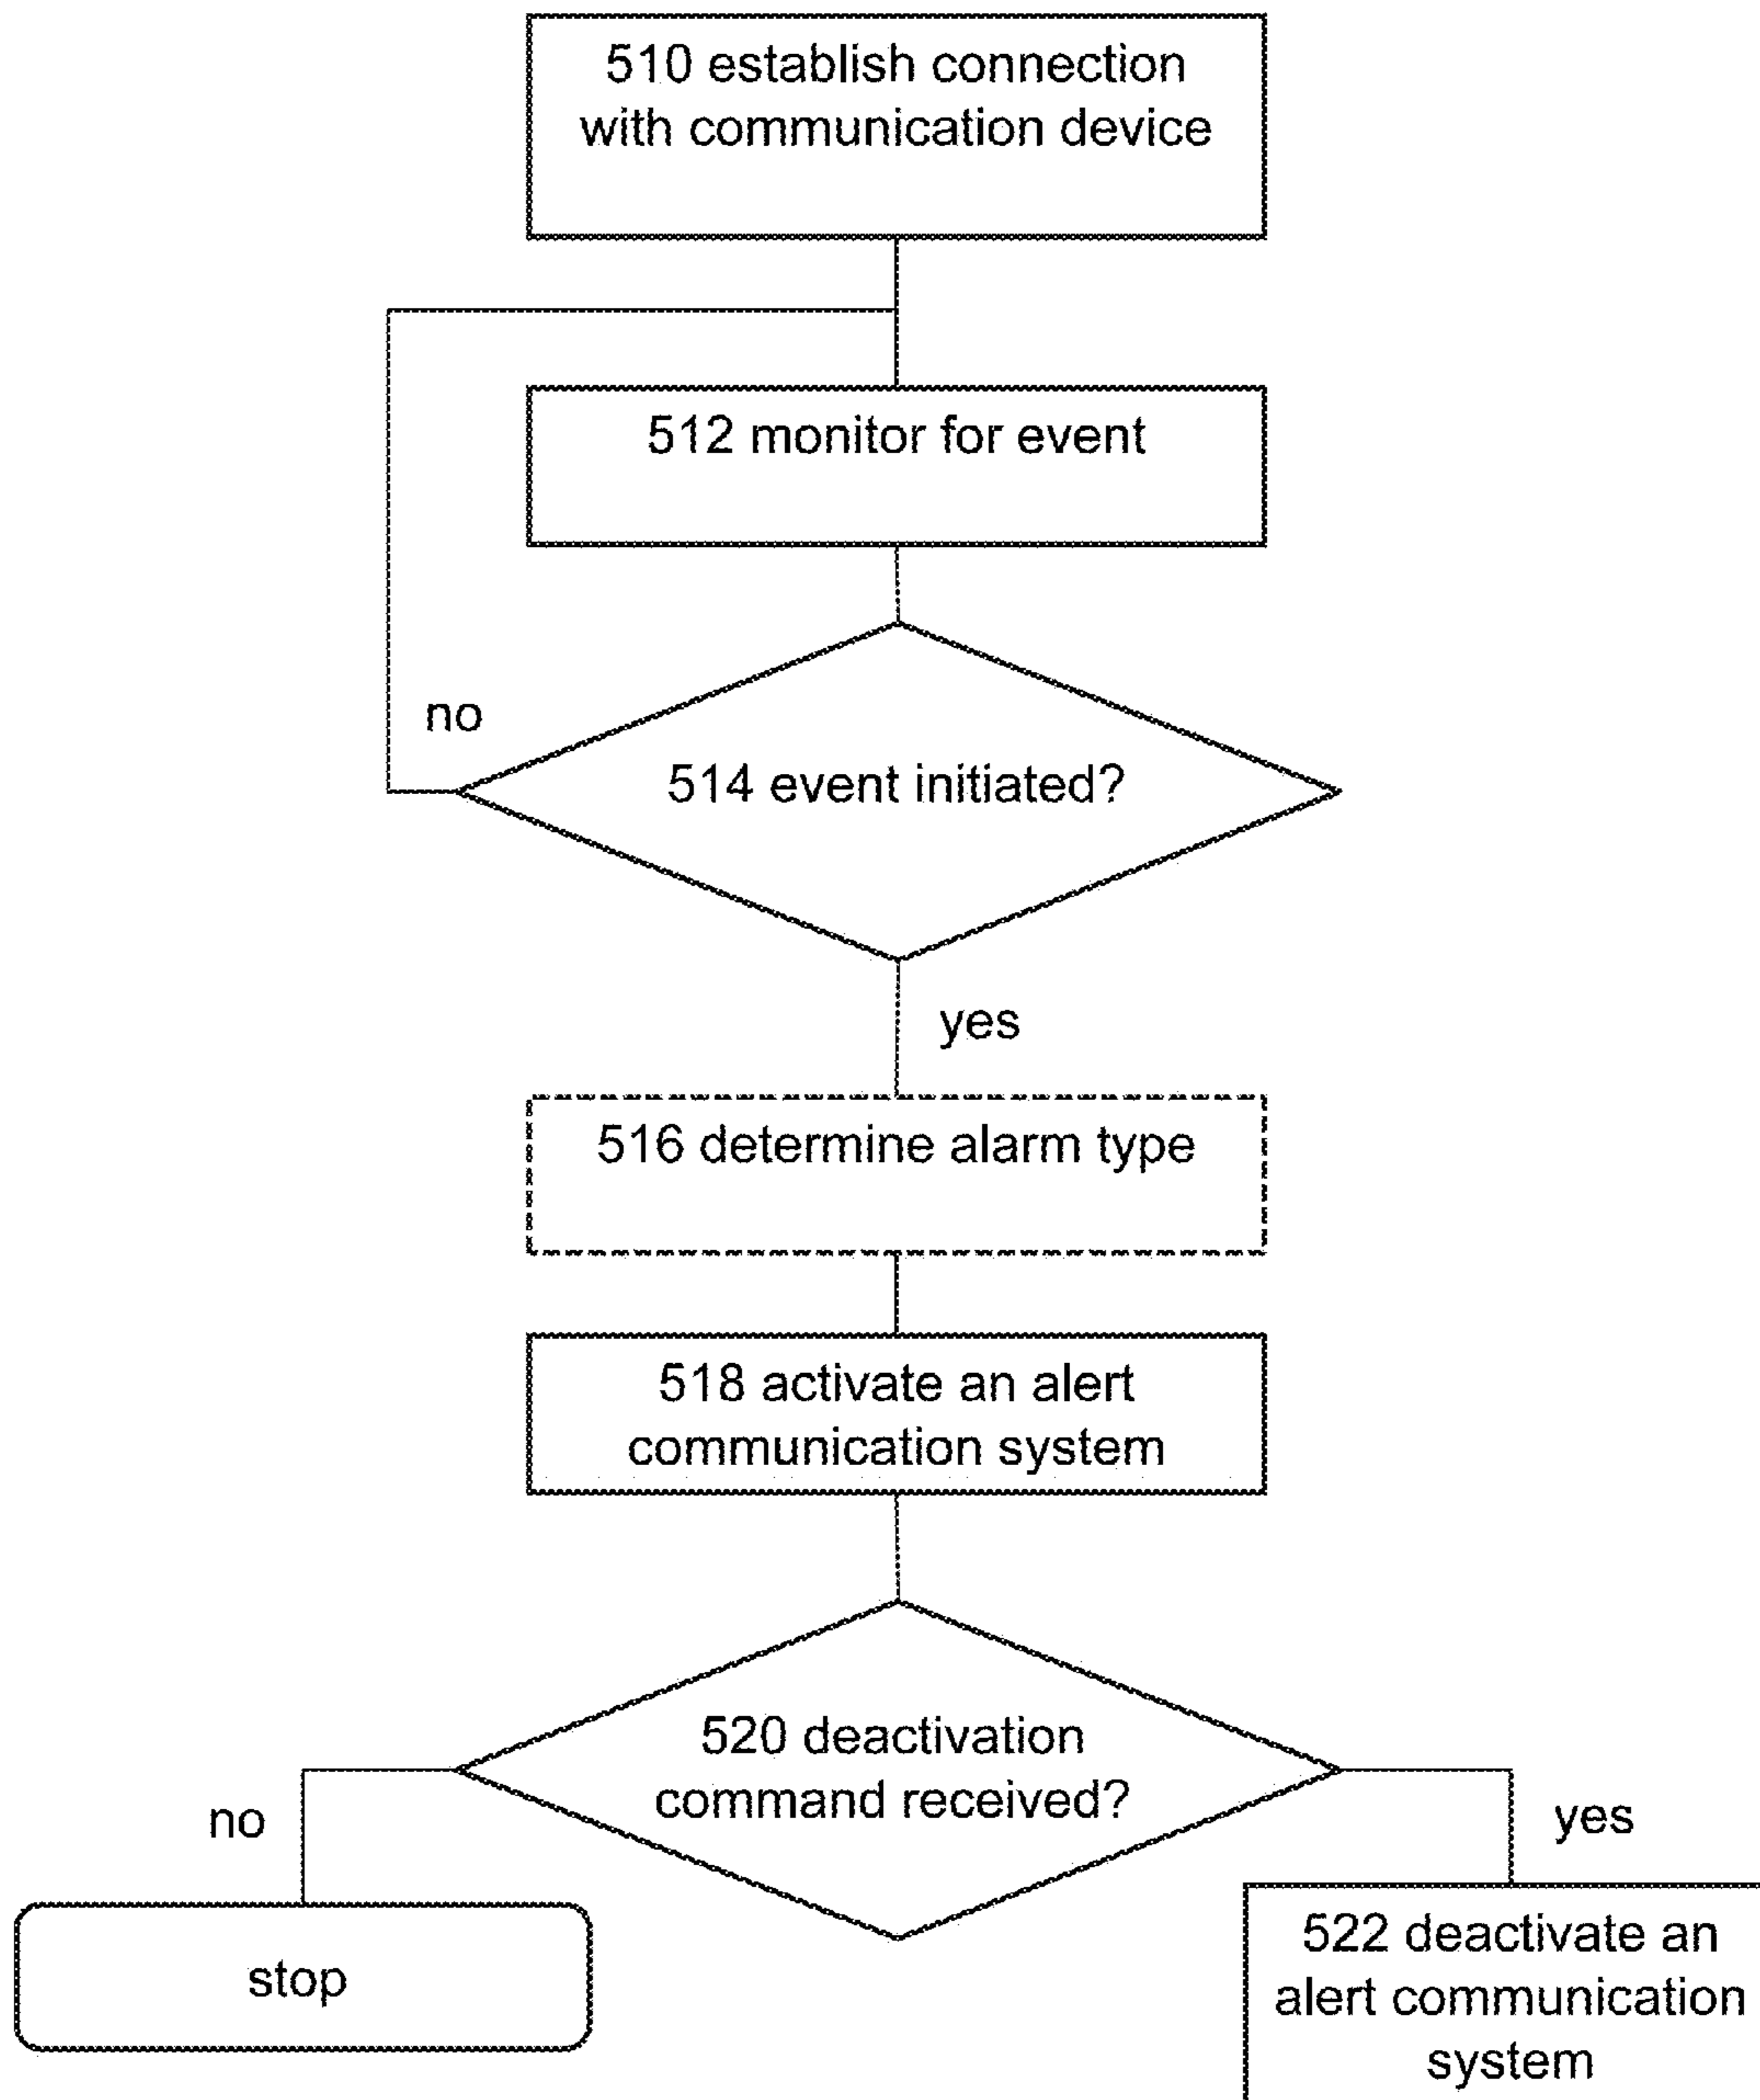 510 establish connection
with communication device
512 monitor for event
no
514 event initiated?
yes
516 determine alarm type
518 activate an alert
communication system
520 deactivation
command received?
no
yes
stop
522 deactivate an
alert communication
system